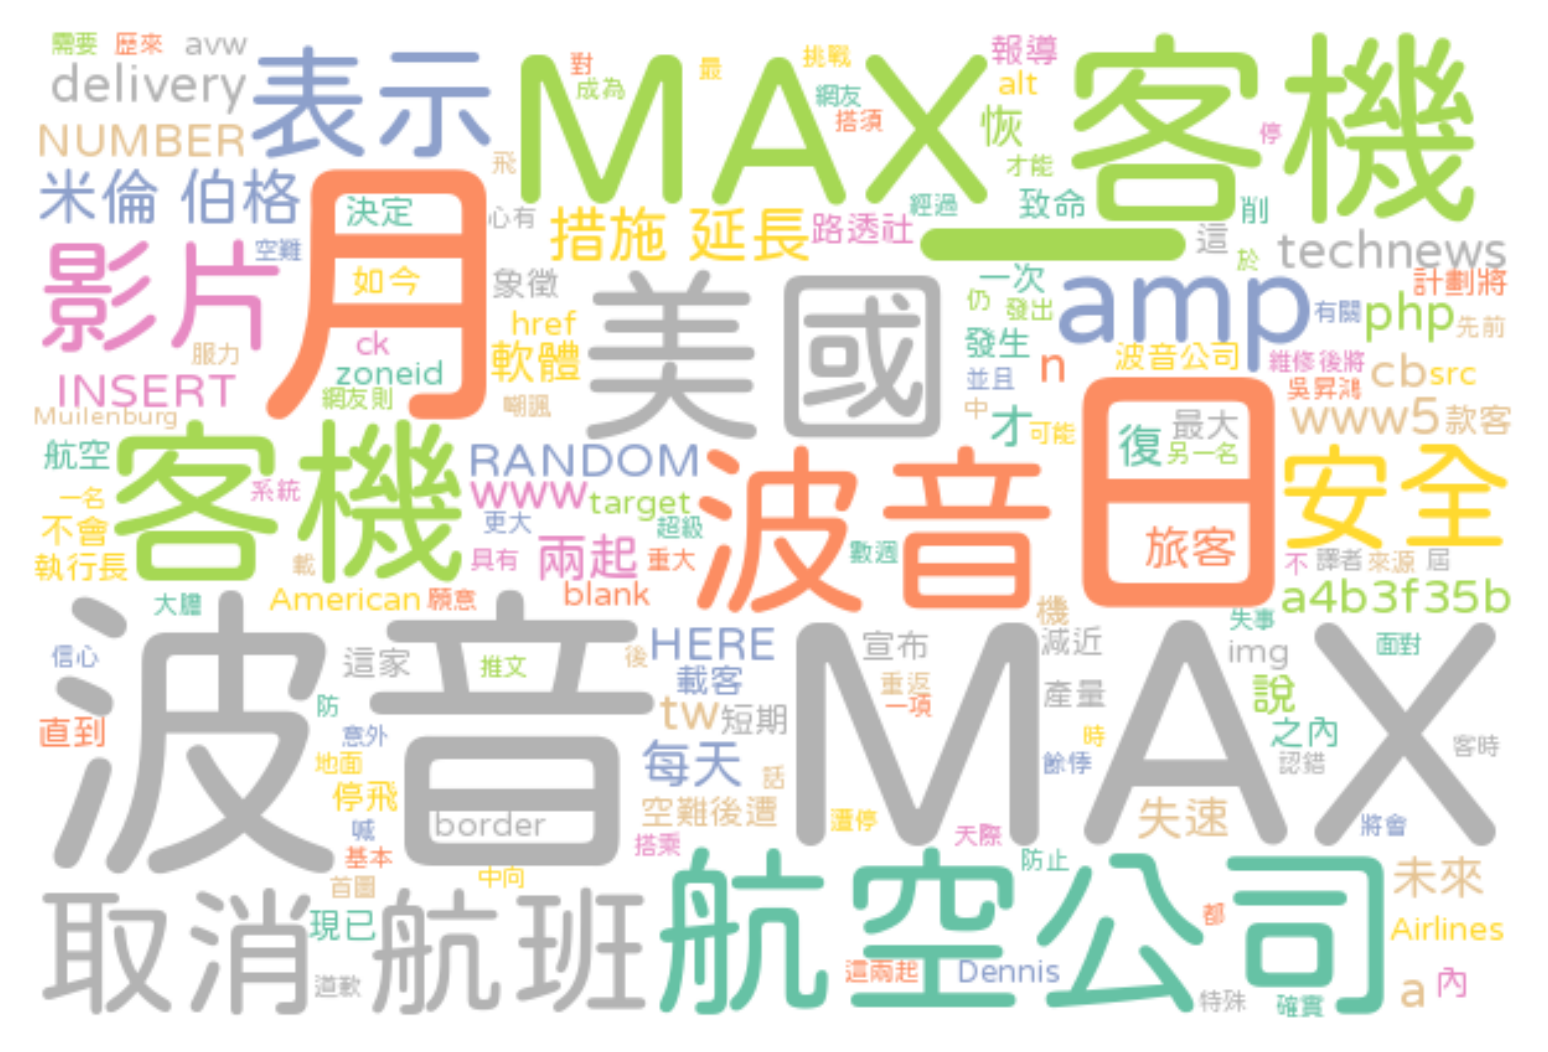 需要 歷來 avw
delivery 表示 MAX 客機
對 最 挑戰 報導
成為 網友 alt
NUMBER 搭須 恢 停
飛 才能
米倫 伯格 月 決定 心有 措施 延長 路透社 經過 致命 削
一 這 technews
影片 空難 如今 象徵 美國 一次 amp 於 計劃將
仍 發出 有關 php 先前
服力 ck href 軟體 發生 n 波音公司 維修後將
INSERT zoneid 並且 日 吳昇鴻 cb src
Muilenburg 網友則 嘲諷 中 才 可能 復 最大 www5 款客
航空 客機 RANDOM 波音 另一名 安全
一名 系統 www target
不會 更大 超級 旅客
執行長 載 具有 兩起 重大 數週 不 譯者 來源 屆
大膽 American 願意 blank 機 a4b3f35b
波音 HERE MAX 失事
信心 這家 推文 後 載客 宣布 減近 img 面對
重返 產量 說
直到 防 tw 短期 一項 之內
意外 每天 時 客時
地面 話 餘悸 認錯
停飛 空難後遭 失速
喊 border 遭停 將會
基本 搭乘 天際
首圖 中向 航空公司 防止 未來
取消 現已 航班 都 Airlines
道歉 這兩起 Dennis 特殊 確實 a 內